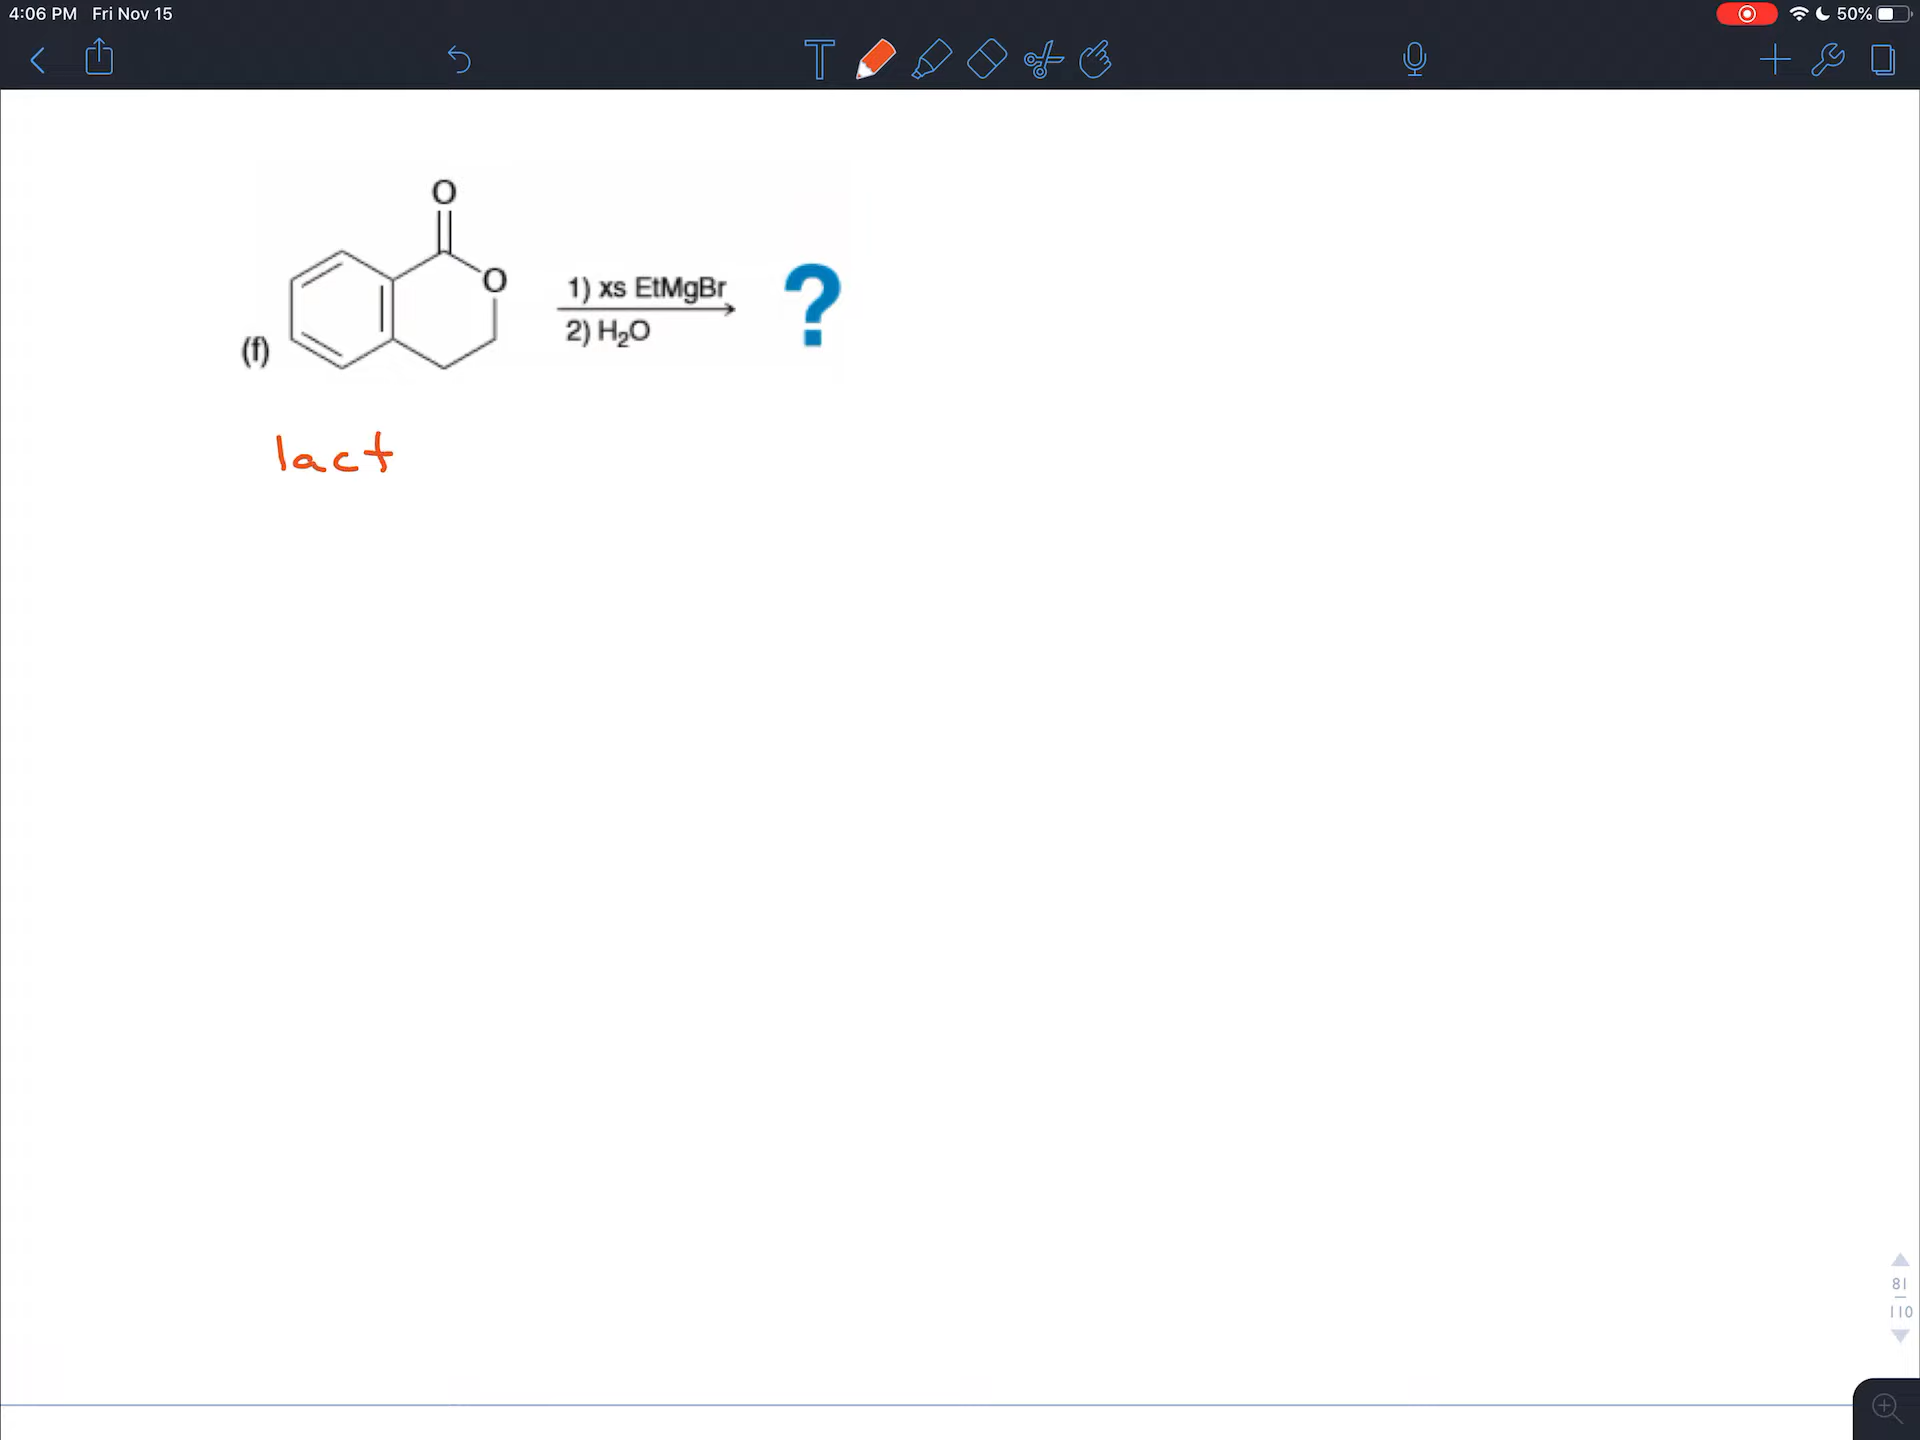 4:06 PM Fri Nov 15
50%
T
O
O
1) xs EtMgBr
2) H₂O
?
(f)
lact
81
110